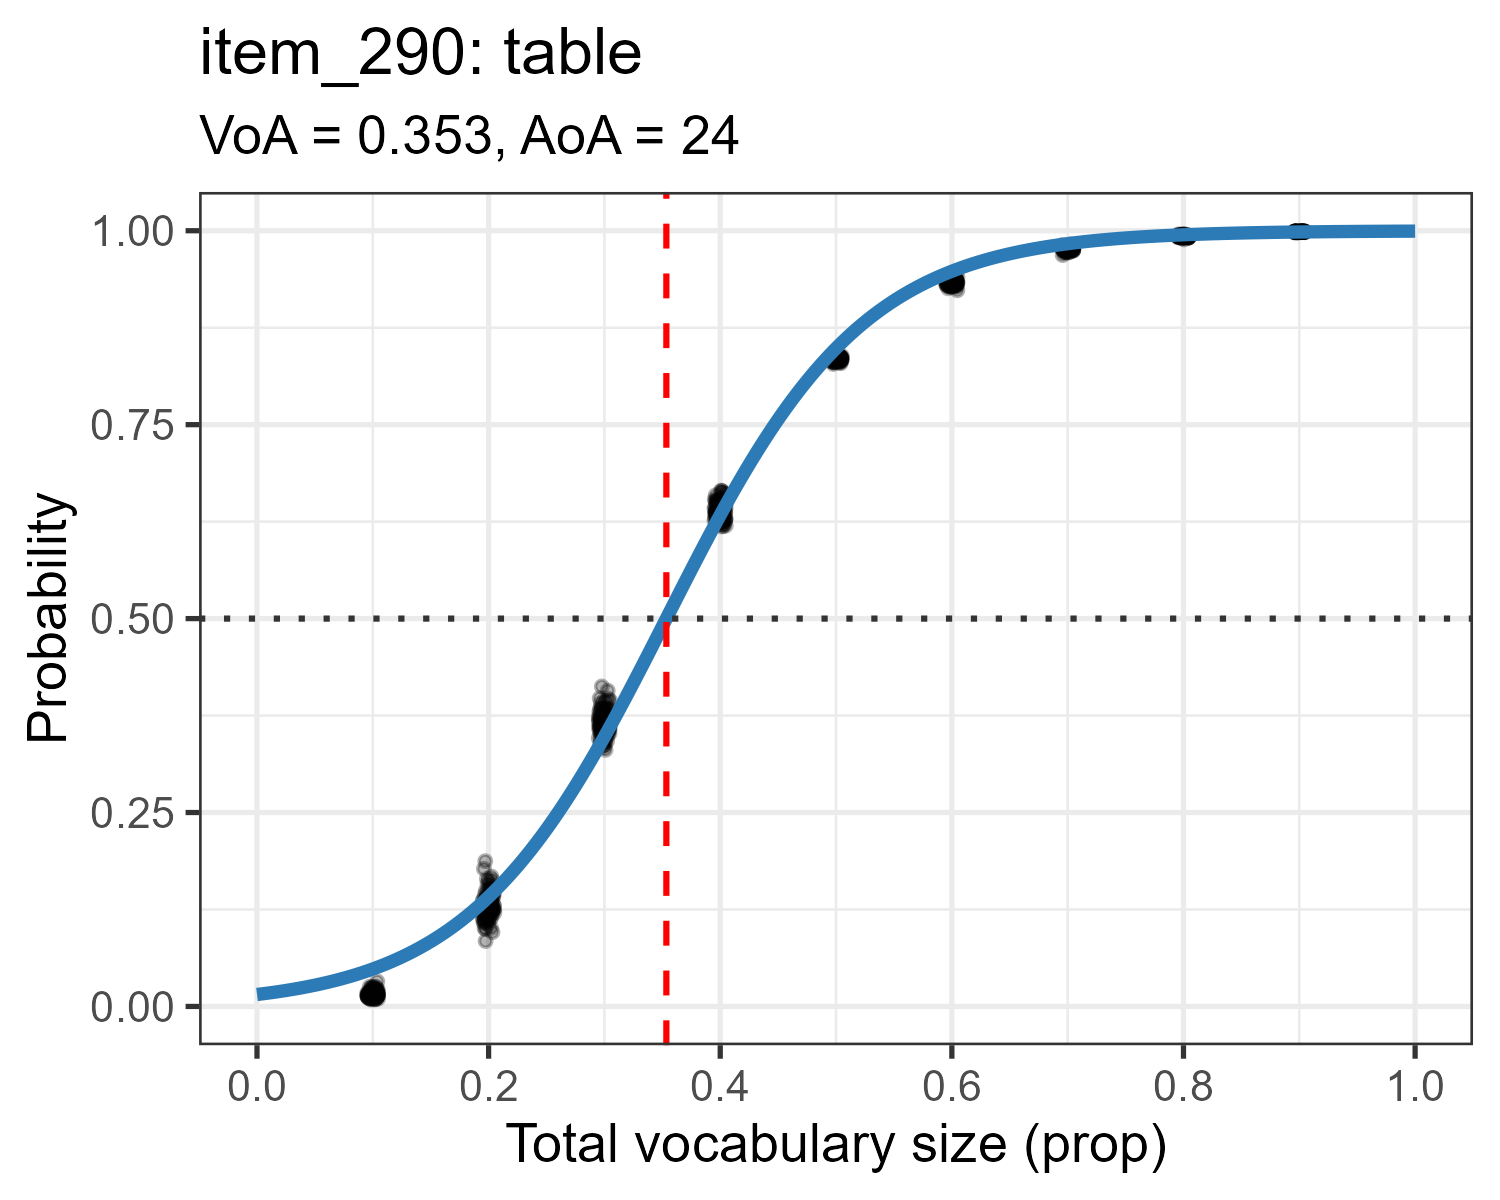 item_290: table
VoA = 0.353, AoA = 24
1.00
0.75
0.50
0.25
0.00
Probability
0.0 0.2 0.4 0.6 0.8 1.0
Total vocabulary size (prop)